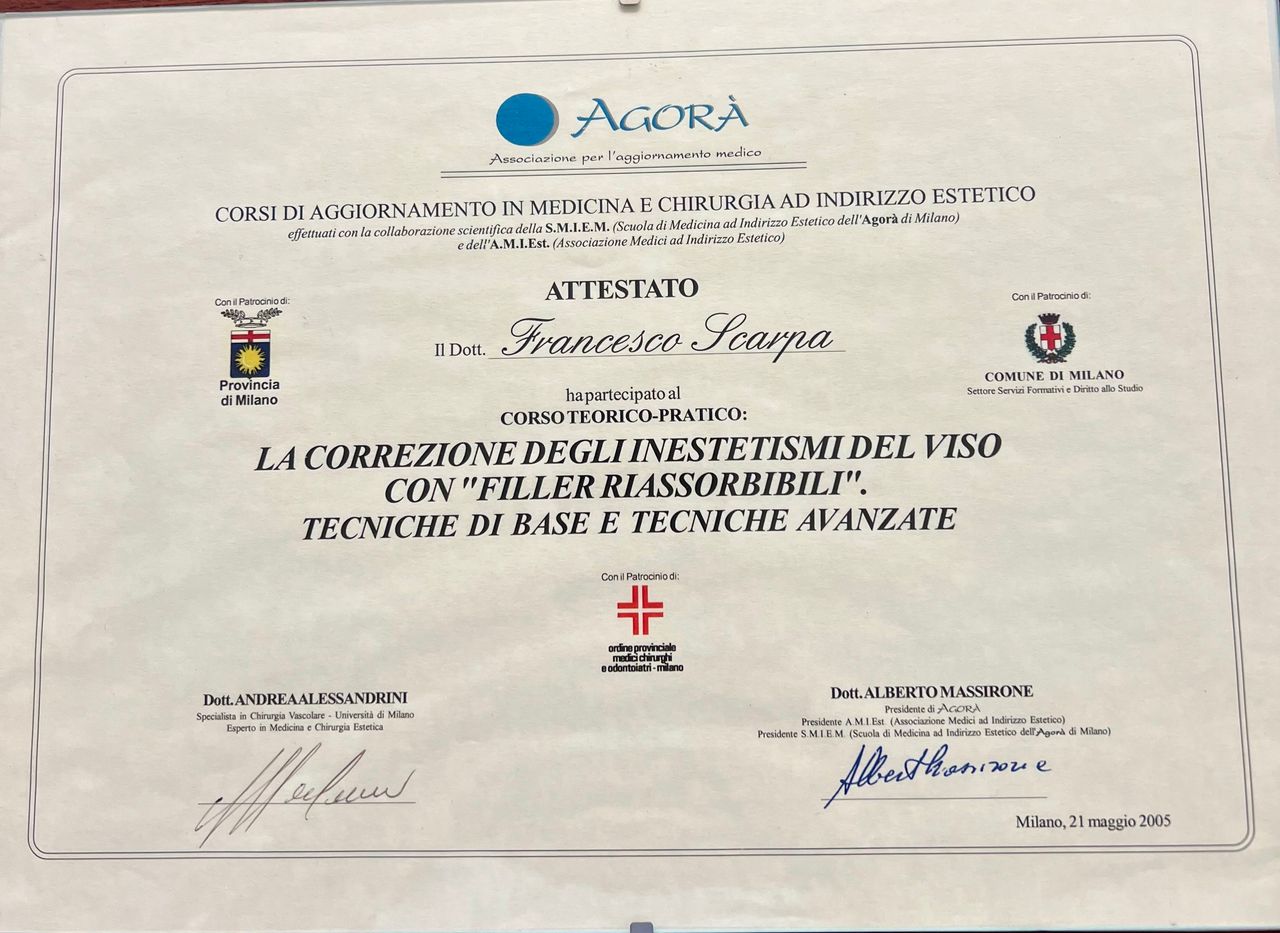 AGORÀ
Associazione per l'aggiornamento medico
CORSI DI AGGIORNAMENTO IN MEDICINA E CHIRURGIA AD INDIRIZZO ESTETICO
effettuati con la collaborazione scientifica della S.M.I.E.M. (Scuola di Medicina ad Indirizzo Estetico dell'Agorà di Milano)
e dell'A.M.I.Est. (Associazione Medici ad Indirizzo Estetico)
ATTESTATO
Il Dott. Francesco Scarpa
Con il Patrocinio di:
Provincia
di Milano
Con il Patrocinio di:
COMUNE DI MILANO
Settore Servizi Formativi e Diritto allo Studio
ha partecipato al
CORSO TEORICO-PRATICO:
LA CORREZIONE DEGLI INESTETISMI DEL VISO
CON "FILLER RIASSORBIBILI".
TECNICHE DI BASE E TECNICHE AVANZATE
Con il Patrocinio di:
ordine provinciale
medici chirurghi
e odontoiatri - milano
Dott. ANDREA ALESSANDRINI
Specialista in Chirurgia Vascolare - Università di Milano
Esperto in Medicina e Chirurgia Estetica
Dott. ALBERTO MASSIRONE
Presidente di AGORÀ
Presidente A.M.I.Est. (Associazione Medici ad Indirizzo Estetico)
Presidente S.M.I.E.M. (Scuola di Medicina ad Indirizzo Estetico dell'Agorà di Milano)
Milano, 21 maggio 2005